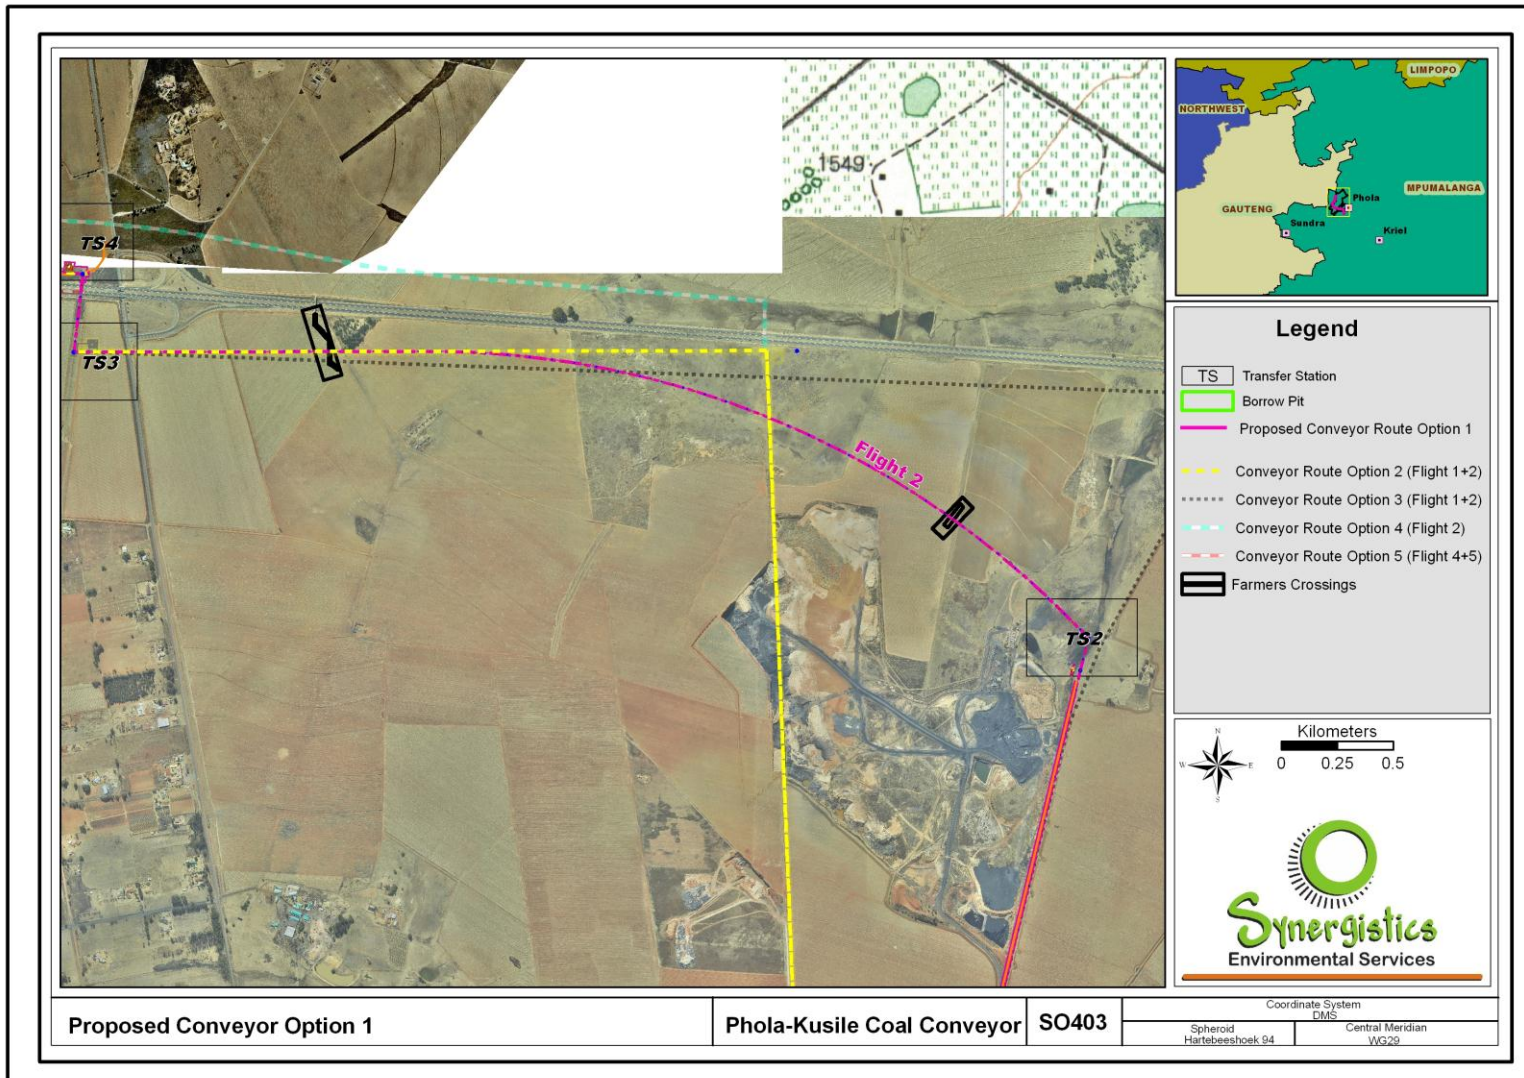 1549
TS4
TS3
Flight 2
TS2
LIMPOPO
NORTHWEST
MPUMALANGA
GAUTENG
Phola
Sundra
Kriel
Legend
TS Transfer Station
Borrow Pit
Proposed Conveyor Route Option 1
Conveyor Route Option 2 (Flight 1+2)
Conveyor Route Option 3 (Flight 1+2)
Conveyor Route Option 4 (Flight 2)
Conveyor Route Option 5 (Flight 4+5)
Farmers Crossings
N
W E
S
Kilometers
0 0.25 0.5
Synergistics
Environmental Services
Proposed Conveyor Option 1
Phola-Kusile Coal Conveyor
SO403
Coordinate System
DMS
Spheroid
Hartebeeshoek 94
Central Meridian
WG29